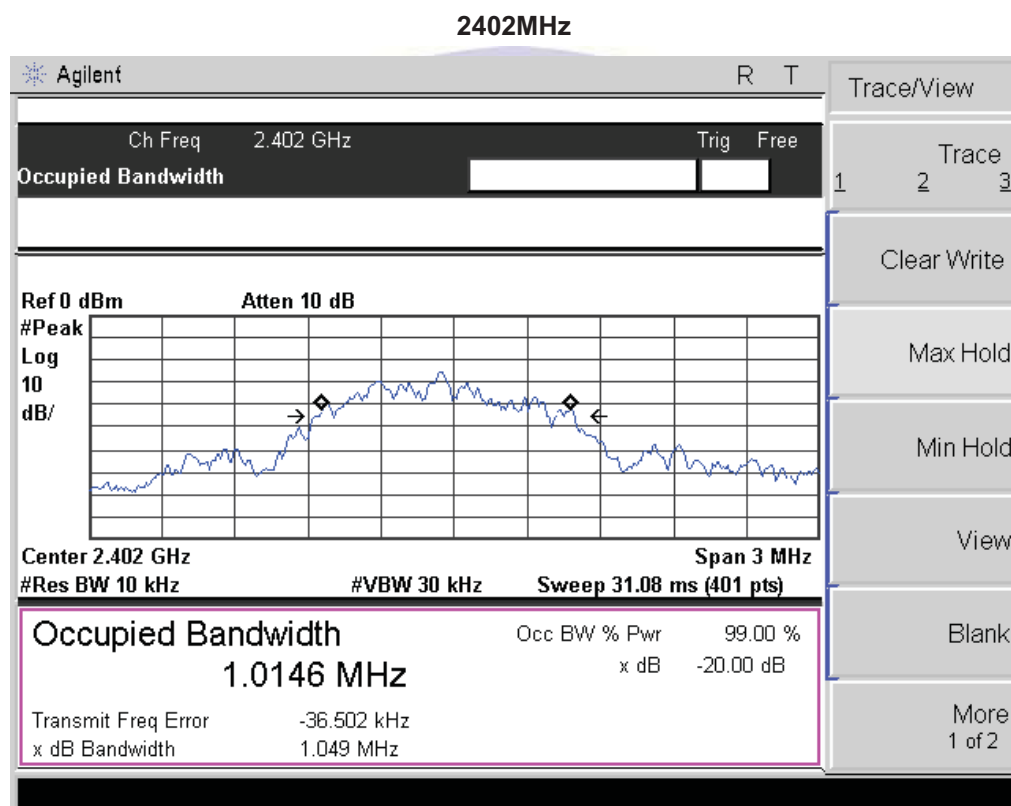 2402MHz
Agilent R T
Ch Freq 2.402 GHz Trig Free
Occupied Bandwidth
Ref 0 dBm Atten 10 dB
#Peak
Log
10
dB/
Center 2.402 GHz Span 3 MHz
#Res BW 10 kHz #VBW 30 kHz Sweep 31.08 ms (401 pts)
Occupied Bandwidth Occ BW % Pwr 99.00 %
1.0146 MHz x dB -20.00 dB
Transmit Freq Error -36.502 kHz
x dB Bandwidth 1.049 MHz
Trace/View
Trace
1 2 3
Clear Write
Max Hold
Min Hold
View
Blank
More
1 of 2